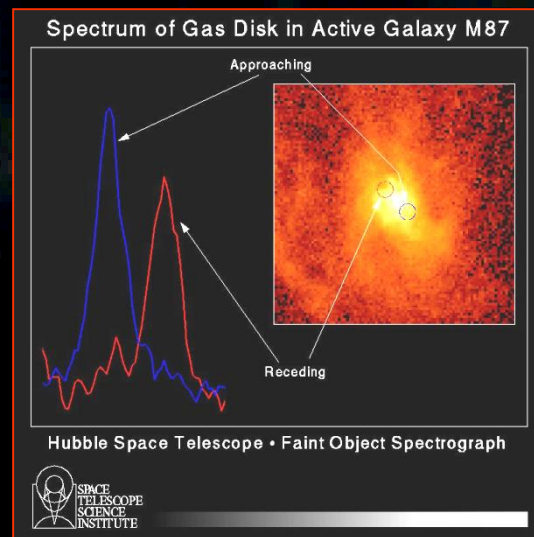 Spectrum of Gas Disk in Active Galaxy M87
Approaching
Receding
Hubble Space Telescope • Faint Object Spectrograph
SPACE
TELESCOPE
SCIENCE
INSTITUTE